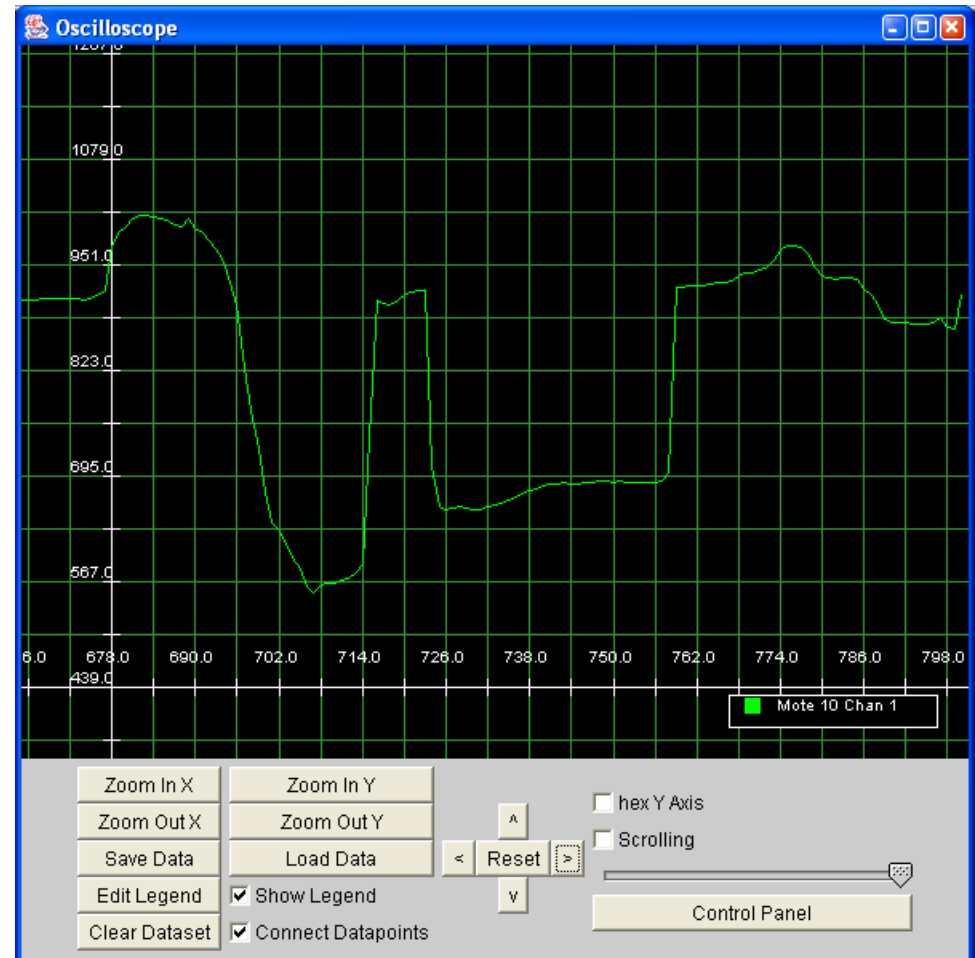 Oscilloscope
1207.0
1079.0
951.0
823.0
695.0
567.0
6.0 678.0 690.0 702.0 714.0 726.0 738.0 750.0 762.0 774.0 786.0 798.0
439.0
Mote 10 Chan 1
Zoom In X Zoom In Y
hex Y Axis
Zoom Out X Zoom Out Y ^
Scrolling
Save Data Load Data < Reset >
Edit Legend Show Legend v
Control Panel
Clear Dataset Connect Datapoints